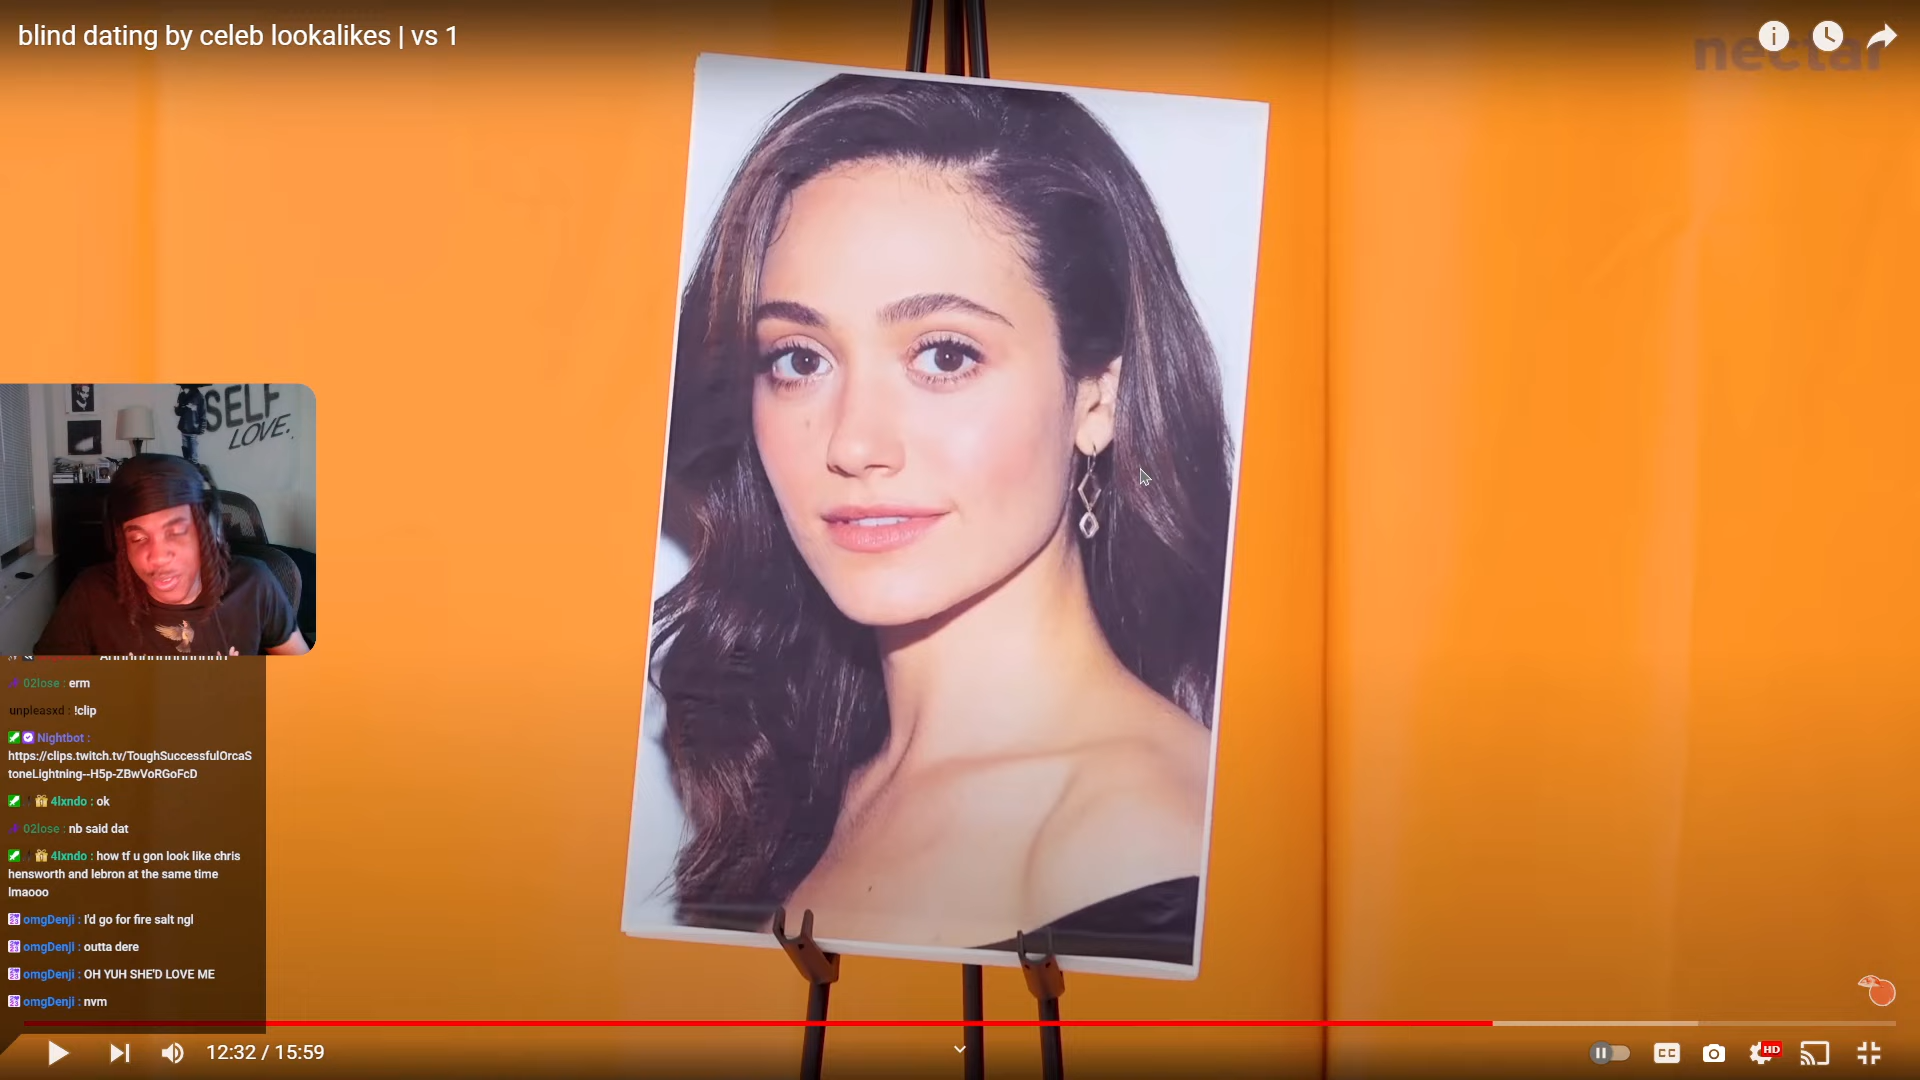 blind dating by celeb lookalikes | vs 1
nectar
SELF
LOVE.
02lose : erm
unpleasxd : !clip
Nightbot :
https://clips.twitch.tv/ToughSuccessfulOrcaS
toneLightning--H5p-ZBwVoRGoFcD
4lxndo : ok
02lose : nb said dat
4lxndo : how tf u gon look like chris
hensworth and lebron at the same time
lmaooo
omgDenji : I'd go for fire salt ngl
omgDenji : outta dere
omgDenji : OH YUH SHE'D LOVE ME
omgDenji : nvm
12:32 / 15:59
CC
HD